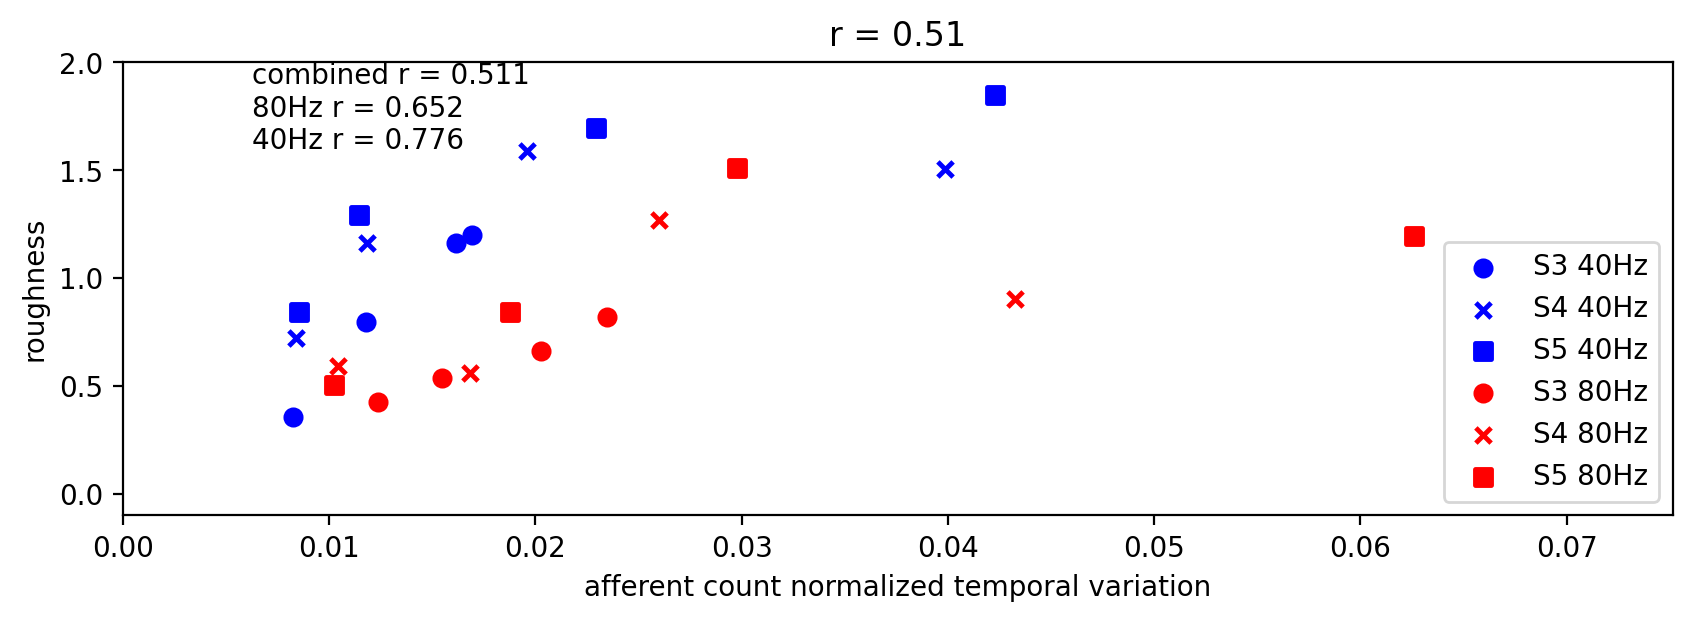 r = 0.51
combined r = 0.511
80Hz r = 0.652
40Hz r = 0.776
2.0
1.5
1.0
0.5
0.0
roughness
S3 40Hz
S4 40Hz
S5 40Hz
S3 80Hz
S4 80Hz
S5 80Hz
0.00 0.01 0.02 0.03 0.04 0.05 0.06 0.07
afferent count normalized temporal variation